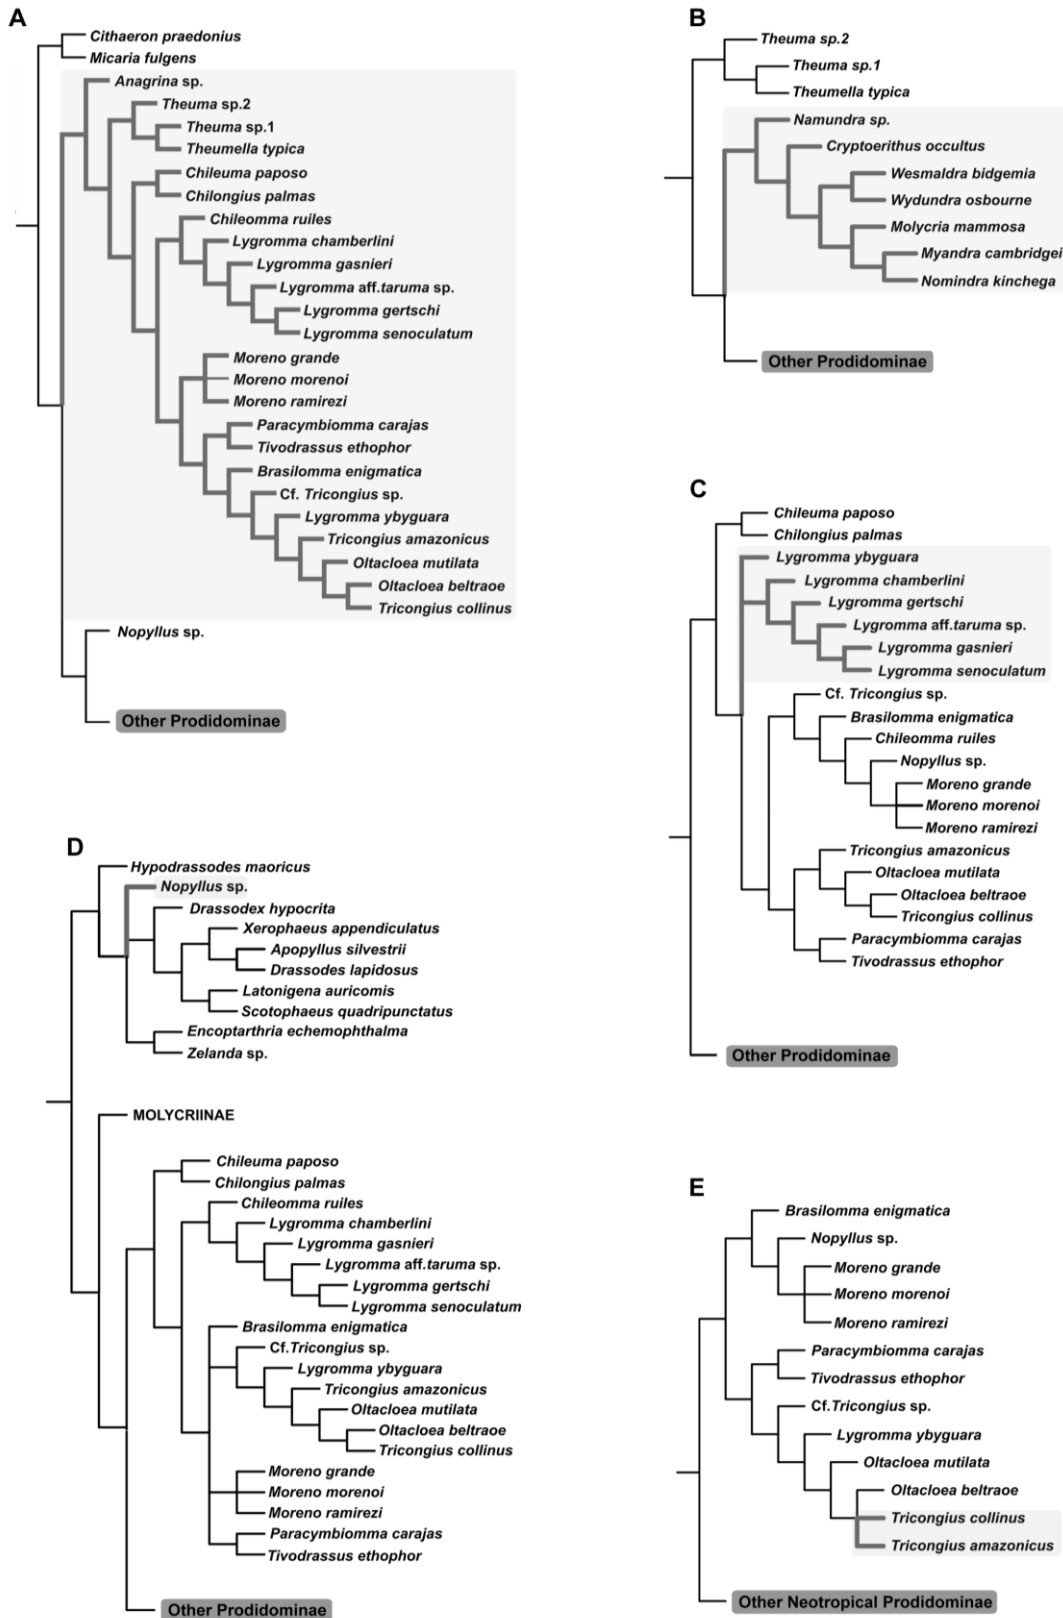 A
Cithaeron praedonius
Micaria fulgens
Anagrina sp.
Theuma sp.2
Theuma sp.1
Theumella typica
Chileuma paposo
Chilongius palmas
Chileomma ruiles
Lygromma chamberlini
Lygromma gasnieri
Lygromma aff.taruma sp.
Lygromma gertschi
Lygromma senoculatum
Moreno grande
Moreno morenoi
Moreno ramirezi
Paracymbiomma carajas
Tivodrassus ethophor
Brasilomma enigmatica
Cf. Tricongius sp.
Lygromma ybyguara
Tricongius amazonicus
Oltacloea mutilata
Oltacloea beltraoe
Tricongius collinus
Nopyllus sp.
Other Prodidominae
B
Theuma sp.2
Theuma sp.1
Theumella typica
Namundra sp.
Cryptoerithus occultus
Wesmaldra bidgemia
Wydundra osbourne
Molycria mammosa
Myandra cambridgei
Nomindra kinchega
Other Prodidominae
C
Chileuma paposo
Chilongius palmas
Lygromma ybyguara
Lygromma chamberlini
Lygromma gertschi
Lygromma aff.taruma sp.
Lygromma gasnieri
Lygromma senoculatum
Cf. Tricongius sp.
Brasilomma enigmatica
Chileomma ruiles
Nopyllus sp.
Moreno grande
Moreno morenoi
Moreno ramirezi
Tricongius amazonicus
Oltacloea mutilata
Oltacloea beltraoe
Tricongius collinus
Paracymbiomma carajas
Tivodrassus ethophor
Other Prodidominae
D
Hypodrassodes maoricus
Nopyllus sp.
Drassodex hypocrita
Xerophaeus appendiculatus
Apopyllus silvestrii
Drassodes lapidosus
Latonigena auricomis
Scotophaeus quadripunctatus
Encoptarthria echemophthalma
Zelanda sp.
MOLYCRIINAE
Chileuma paposo
Chilongius palmas
Chileomma ruiles
Lygromma chamberlini
Lygromma gasnieri
Lygromma aff.taruma sp.
Lygromma gertschi
Lygromma senoculatum
Brasilomma enigmatica
Cf.Tricongius sp.
Lygromma ybyguara
Tricongius amazonicus
Oltacloea mutilata
Oltacloea beltraoe
Tricongius collinus
Moreno grande
Moreno morenoi
Moreno ramirezi
Paracymbiomma carajas
Tivodrassus ethophor
Other Prodidominae
E
Brasilomma enigmatica
Nopyllus sp.
Moreno grande
Moreno morenoi
Moreno ramirezi
Paracymbiomma carajas
Tivodrassus ethophor
Cf.Tricongius sp.
Lygromma ybyguara
Oltacloea mutilata
Oltacloea beltraoe
Tricongius collinus
Tricongius amazonicus
Other Neotropical Prodidominae